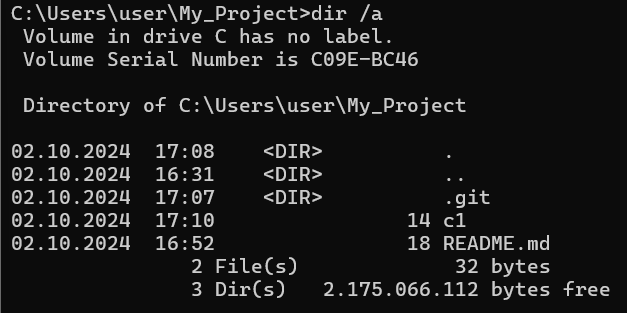 C:\Users\user\My_Project>dir /a
 Volume in drive C has no label.
 Volume Serial Number is C09E-BC46

 Directory of C:\Users\user\My_Project

02.10.2024  17:08    <DIR>          .
02.10.2024  16:31    <DIR>          ..
02.10.2024  17:07    <DIR>          .git
02.10.2024  17:10                14 c1
02.10.2024  16:52                18 README.md
               2 File(s)             32 bytes
               3 Dir(s)   2.175.066.112 bytes free